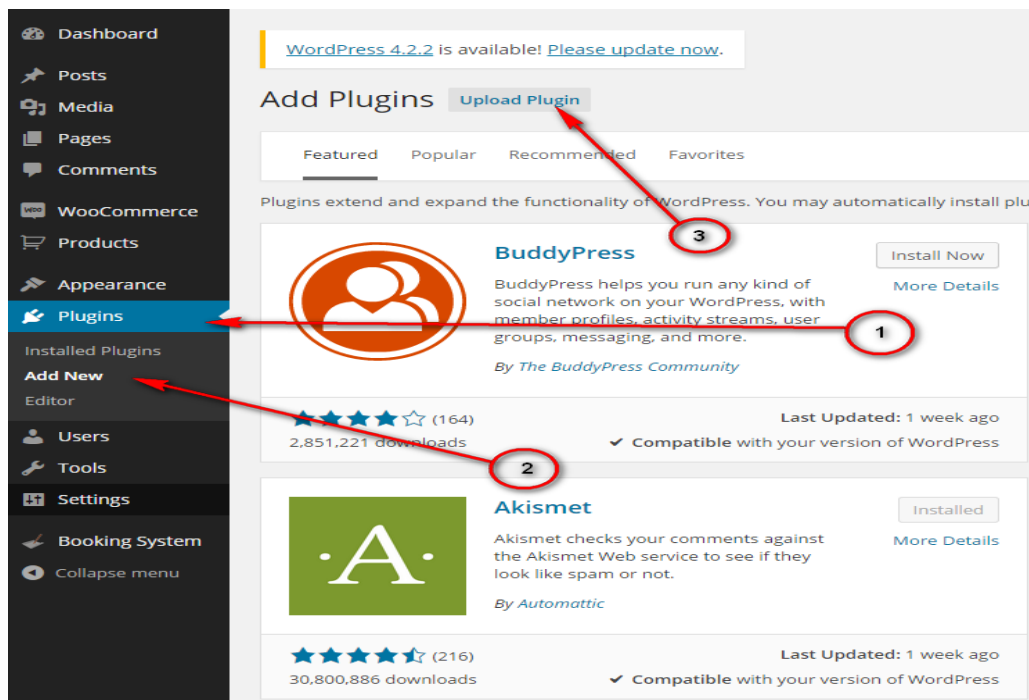 Dashboard
Posts
Media
Pages
Comments
WOO
WooCommerce
Products
Appearance
Plugins
Installed Plugins
Add New
Editor
Users
Tools
Settings
Booking System
Collapse menu
WordPress 4.2.2 is available! Please update now.
Add Plugins Upload Plugin
Featured Popular Recommended Favorites
Plugins extend and expand the functionality of WordPress. You may automatically install plu
3
BuddyPress
Install Now
BuddyPress helps you run any kind of
More Details
social network on your WordPress, with
member profiles, activity streams, user
groups, messaging, and more.
1
By The BuddyPress Community
(164)
Last Updated: 1 week ago
2,851,221 downloads
Compatible with your version of WordPress
2
Akismet
Installed
Akismet checks your comments against
More Details
the Akismet Web service to see if they
look like spam or not.
·A·
By Automattic
(216)
Last Updated: 1 week ago
30,800,886 downloads
Compatible with your version of WordPress